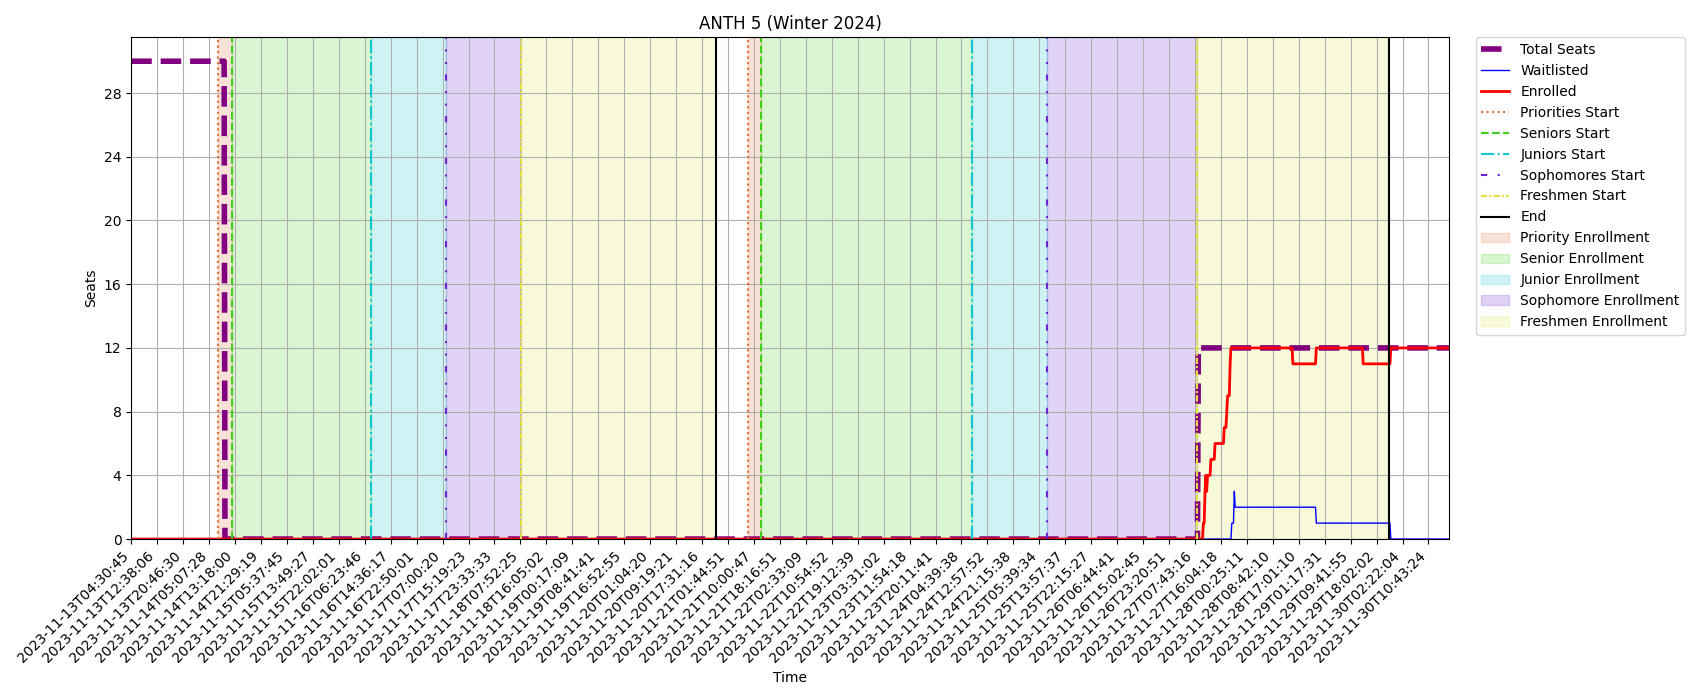 ANTH 5 (Winter 2024)
Seats
28
24
20
16
12
8
4
0
2023-11-13T04:30:45
2023-11-13T12:38:06
2023-11-13T20:46:30
2023-11-14T05:07:28
2023-11-14T13:18:00
2023-11-14T21:29:19
2023-11-15T05:37:45
2023-11-15T13:49:27
2023-11-15T22:02:01
2023-11-16T06:23:46
2023-11-16T14:36:17
2023-11-16T22:50:01
2023-11-17T07:00:20
2023-11-17T15:19:23
2023-11-17T23:33:33
2023-11-18T07:52:25
2023-11-18T16:05:02
2023-11-19T00:17:09
2023-11-19T08:41:41
2023-11-19T16:52:55
2023-11-20T01:04:20
2023-11-20T09:19:21
2023-11-20T17:31:16
2023-11-21T01:44:51
2023-11-21T10:00:47
2023-11-21T18:16:51
2023-11-22T02:33:09
2023-11-22T10:54:52
2023-11-22T19:12:39
2023-11-23T03:31:02
2023-11-23T11:54:18
2023-11-23T20:11:41
2023-11-24T04:39:38
2023-11-24T12:57:52
2023-11-24T21:15:38
2023-11-25T05:39:34
2023-11-25T13:57:37
2023-11-25T22:15:27
2023-11-26T06:44:41
2023-11-26T15:02:45
2023-11-26T23:20:51
2023-11-27T07:43:16
2023-11-27T16:04:18
2023-11-28T00:25:11
2023-11-28T08:42:10
2023-11-28T17:01:10
2023-11-29T01:17:31
2023-11-29T09:41:55
2023-11-29T18:02:02
2023-11-30T02:22:04
2023-11-30T10:43:24
Time
Total Seats
Waitlisted
Enrolled
Priorities Start
Seniors Start
Juniors Start
Sophomores Start
Freshmen Start
End
Priority Enrollment
Senior Enrollment
Junior Enrollment
Sophomore Enrollment
Freshmen Enrollment